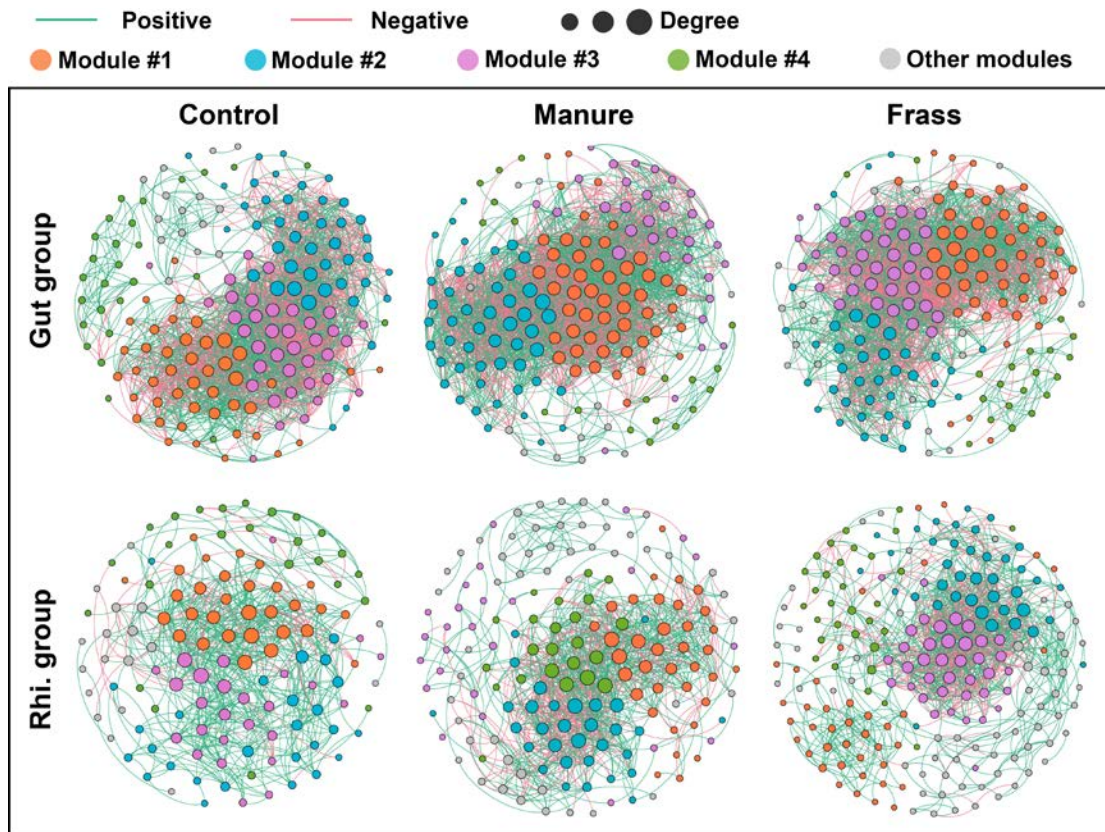 Positive Negative Degree
Module #1 Module #2 Module #3 Module #4 Other modules
Control Manure Frass
Gut group
Rhi. group